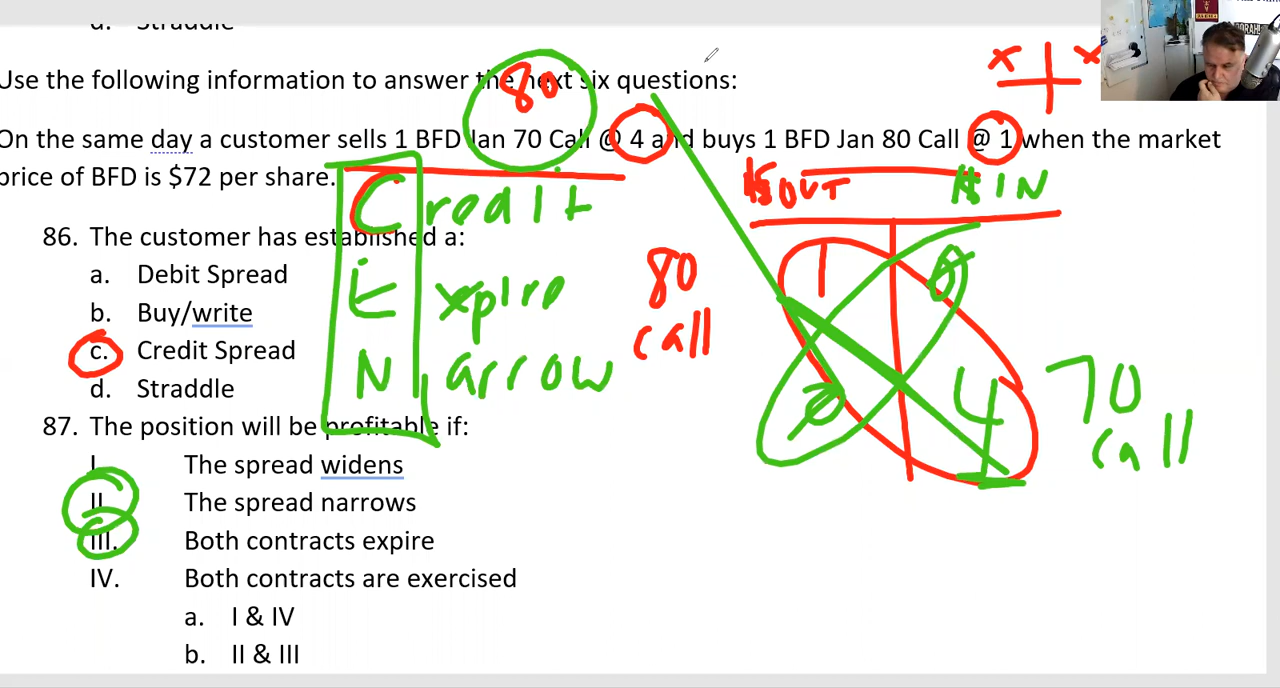 d. Straddle
Use the following information to answer the next six questions:
80
On the same day a customer sells 1 BFD Jan 70 Call @ 4 and buys 1 BFD Jan 80 Call @ 1 when the market
price of BFD is $72 per share.
$ OUT $ IN
Credit
86. The customer has established a:
a. Debit Spread
b. Buy/write
c. Credit Spread
d. Straddle
Expire
Narrow
80
call
1
4
70
call
87. The position will be profitable if:
I. The spread widens
II. The spread narrows
III. Both contracts expire
IV. Both contracts are exercised
a. I & IV
b. II & III